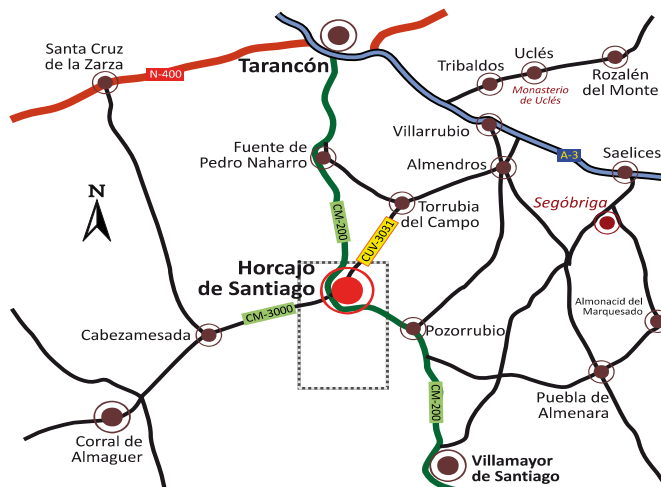 Santa Cruz
de la Zarza
N-400
Tarancón
Tribaldos
Uclés
Monasterio
de Uclés
Rozalén
del Monte
Villarrubio
Fuente de
Pedro Naharro
Almendros
A-3
Saelices
N
CM-200
Torrubia
del Campo
Segóbriga
CUV-3031
Horcajo
de Santiago
CM-3000
Cabezamesada
Pozorrubio
Almonacid del
Marquesado
CM-200
Puebla de
Almenara
Corral de
Almaguer
Villamayor
de Santiago